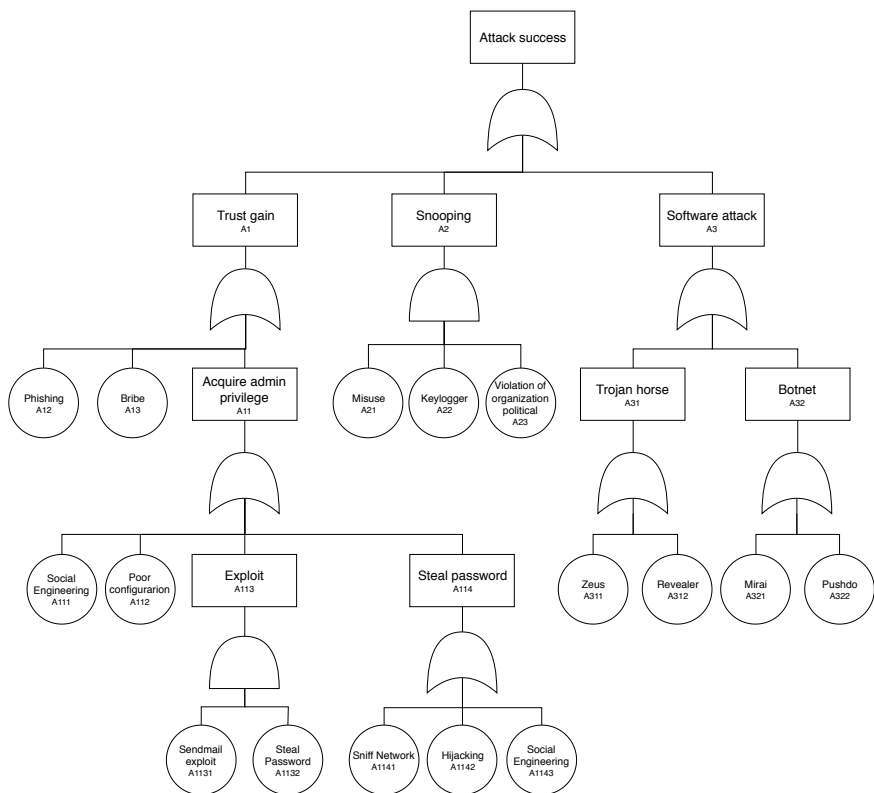 Attack success
Trust gain
A1
Snooping
A2
Software attack
A3
Phishing
A12
Bribe
A13
Acquire admin
privilege
A11
Misuse
A21
Keylogger
A22
Violation of
organization
political
A23
Trojan horse
A31
Botnet
A32
Social
Engineering
A111
Poor
configurarion
A112
Exploit
A113
Steal password
A114
Zeus
A311
Revealer
A312
Mirai
A321
Pushdo
A322
Sendmail
exploit
A1131
Steal
Password
A1132
Sniff Network
A1141
Hijacking
A1142
Social
Engineering
A1143